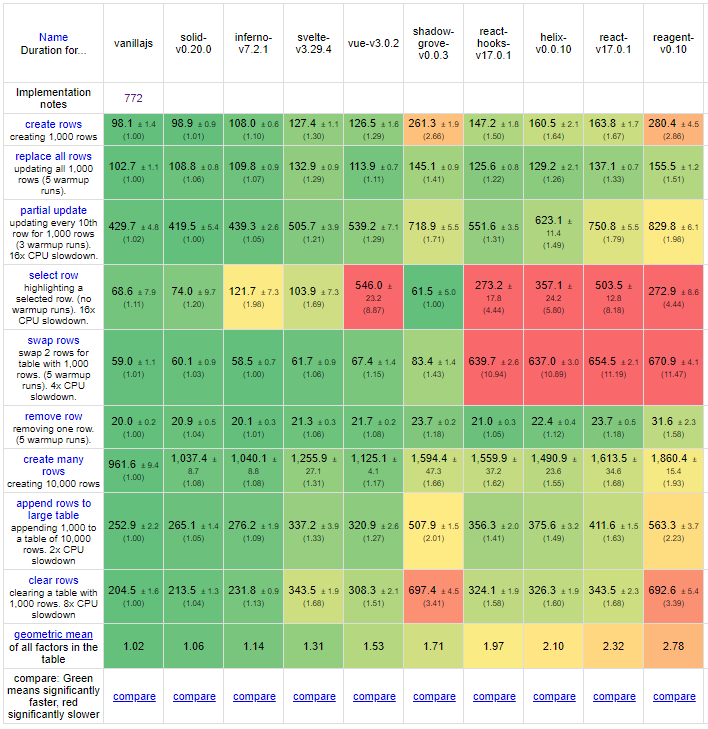 Name
Duration for...
vanillajs
solid-
v0.20.0
inferno-
v7.2.1
svelte-
v3.29.4
vue-v3.0.2
shadow-
grove-
v0.0.3
react-
hooks-
v17.0.1
helix-
v0.0.10
react-
v17.0.1
reagent-
v0.10
Implementation
notes
772
create rows
creating 1,000 rows
98.1 ± 1.4
(1.00)
98.9 ± 0.9
(1.01)
108.0 ± 0.6
(1.10)
127.4 ± 1.1
(1.30)
126.5 ± 1.6
(1.29)
261.3 ± 1.9
(2.66)
147.2 ± 1.8
(1.50)
160.5 ± 2.1
(1.64)
163.8 ± 1.7
(1.67)
280.4 ± 4.5
(2.86)
replace all rows
updating all 1,000
rows (5 warmup
runs).
102.7 ± 1.1
(1.00)
108.8 ± 0.8
(1.06)
109.8 ± 0.9
(1.07)
132.9 ± 0.9
(1.29)
113.9 ± 0.7
(1.11)
145.1 ± 0.9
(1.41)
125.6 ± 0.8
(1.22)
129.2 ± 2.1
(1.26)
137.1 ± 0.7
(1.33)
155.5 ± 1.2
(1.51)
partial update
updating every 10th
row for 1,000 rows
(3 warmup runs).
16x CPU slowdown.
429.7 ± 4.8
(1.02)
419.5 ± 5.4
(1.00)
439.3 ± 2.6
(1.05)
505.7 ± 3.9
(1.21)
539.2 ± 7.1
(1.29)
718.9 ± 5.5
(1.71)
551.6 ± 3.5
(1.31)
623.1 ±
11.4
(1.49)
750.8 ± 5.5
(1.79)
829.8 ± 6.1
(1.98)
select row
highlighting a
selected row. (no
warmup runs). 16x
CPU slowdown.
68.6 ± 7.9
(1.11)
74.0 ± 9.7
(1.20)
121.7 ± 7.3
(1.98)
103.9 ± 7.3
(1.69)
546.0 ±
23.2
(8.87)
61.5 ± 5.0
(1.00)
273.2 ±
17.8
(4.44)
357.1 ±
24.2
(5.80)
503.5 ±
12.8
(8.18)
272.9 ± 8.6
(4.44)
swap rows
swap 2 rows for
table with 1,000
rows. (5 warmup
runs). 4x CPU
slowdown.
59.0 ± 1.1
(1.01)
60.1 ± 0.9
(1.03)
58.5 ± 0.7
(1.00)
61.7 ± 0.9
(1.06)
67.4 ± 1.4
(1.15)
83.4 ± 1.4
(1.43)
639.7 ± 2.6
(10.94)
637.0 ± 3.0
(10.89)
654.5 ± 2.1
(11.19)
670.9 ± 4.1
(11.47)
remove row
removing one row.
(5 warmup runs).
20.0 ± 0.2
(1.00)
20.9 ± 0.5
(1.04)
20.1 ± 0.3
(1.01)
21.3 ± 0.3
(1.06)
21.7 ± 0.2
(1.08)
23.7 ± 0.2
(1.18)
21.0 ± 0.3
(1.05)
22.4 ± 0.4
(1.12)
23.7 ± 0.5
(1.18)
31.6 ± 2.3
(1.58)
create many
rows
creating 10,000 rows
961.6 ± 9.4
(1.00)
1,037.4 ±
8.7
(1.08)
1,040.1 ±
8.8
(1.08)
1,255.9 ±
27.1
(1.31)
1,125.1 ±
4.1
(1.17)
1,594.4 ±
47.3
(1.66)
1,559.9 ±
37.2
(1.62)
1,490.9 ±
23.6
(1.55)
1,613.5 ±
34.6
(1.68)
1,860.4 ±
15.4
(1.93)
append rows to
large table
appending 1,000 to
a table of 10,000
rows. 2x CPU
slowdown
252.9 ± 2.2
(1.00)
265.1 ± 1.4
(1.05)
276.2 ± 1.9
(1.09)
337.2 ± 3.9
(1.33)
320.9 ± 2.6
(1.27)
507.9 ± 1.5
(2.01)
356.3 ± 2.0
(1.41)
375.6 ± 3.2
(1.49)
411.6 ± 1.5
(1.63)
563.3 ± 3.7
(2.23)
clear rows
clearing a table with
1,000 rows. 8x CPU
slowdown
204.5 ± 1.6
(1.00)
213.5 ± 1.3
(1.04)
231.8 ± 0.9
(1.13)
343.5 ± 1.9
(1.68)
308.3 ± 2.1
(1.51)
697.4 ± 4.5
(3.41)
324.1 ± 1.9
(1.58)
326.3 ± 1.9
(1.60)
343.5 ± 2.3
(1.68)
692.6 ± 5.4
(3.39)
geometric mean
of all factors in the
table
1.02
1.06
1.14
1.31
1.53
1.71
1.97
2.10
2.32
2.78
compare: Green
means significantly
faster, red
significantly slower
compare
compare
compare
compare
compare
compare
compare
compare
compare
compare